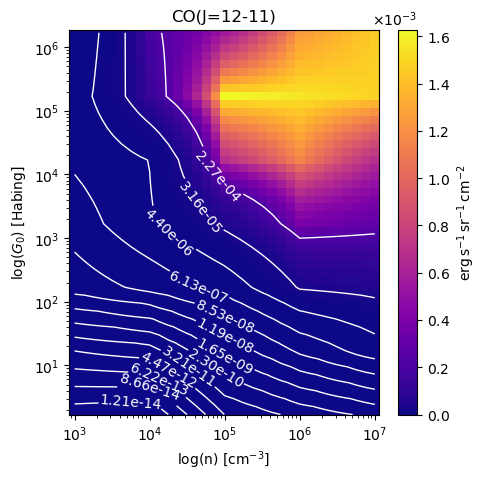 CO(J=12-11)
×10⁻³
log(G₀) [Habing]
10⁶
10⁵
10⁴
10³
10²
10¹
2.27e-04
3.16e-05
4.40e-06
6.13e-07
8.53e-08
1.19e-08
1.65e-09
2.30e-10
3.21e-11
4.47e-12
6.22e-13
8.66e-14
1.21e-14
10³ 10⁴ 10⁵ 10⁶ 10⁷
log(n) [cm⁻³]
1.6
1.4
1.2
1.0
0.8
0.6
0.4
0.2
0.0
erg s⁻¹ sr⁻¹ cm⁻²